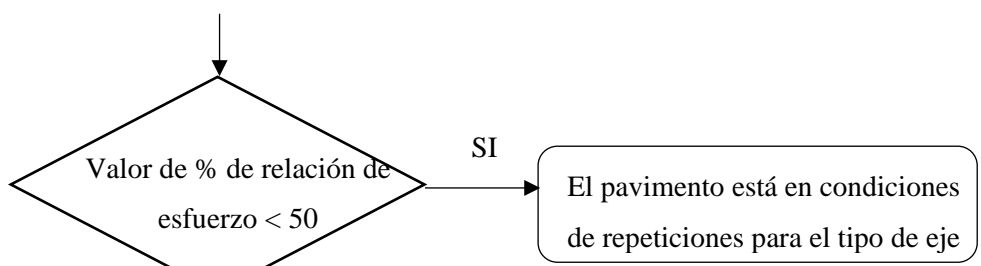 Valor de % de relación de
esfuerzo < 50
SI
El pavimento está en condiciones
de repeticiones para el tipo de eje